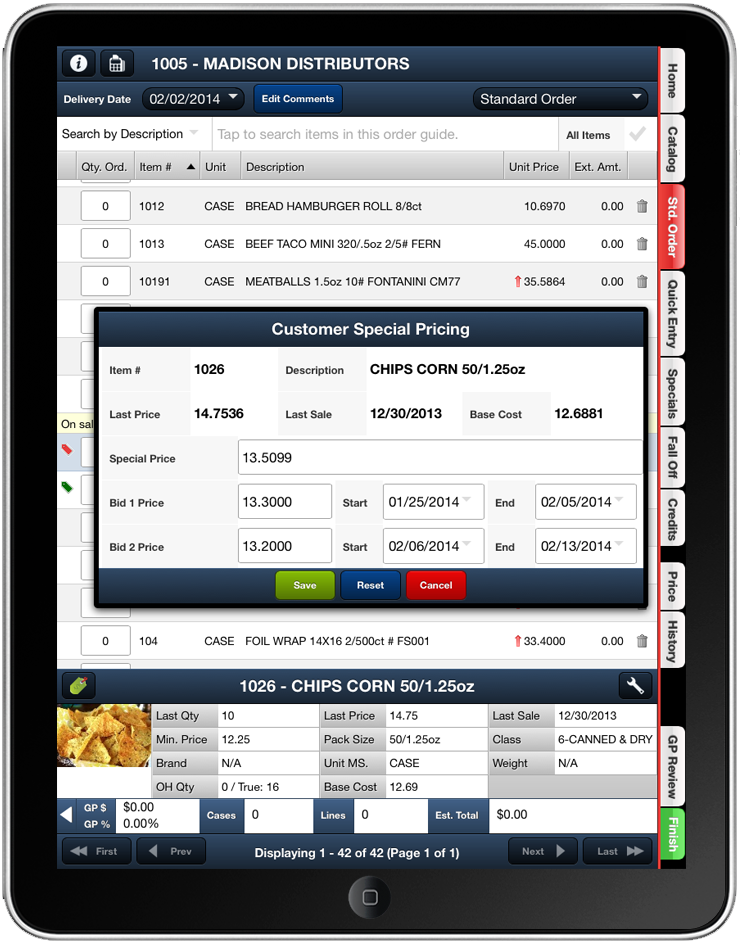 1005 - MADISON DISTRIBUTORS
Delivery Date 02/02/2014 Edit Comments Standard Order
Search by Description Tap to search items in this order guide. All Items
Qty. Ord. Item # Unit Description Unit Price Ext. Amt.
0 1012 CASE BREAD HAMBURGER ROLL 8/8ct 10.6970 0.00
0 1013 CASE BEEF TACO MINI 320/.5oz 2/5# FERN 45.0000 0.00
0 10191 CASE MEATBALLS 1.5oz 10# FONTANINI CM77 35.5864 0.00
Customer Special Pricing
Item # 1026 Description CHIPS CORN 50/1.25oz
Last Price 14.7536 Last Sale 12/30/2013 Base Cost 12.6881
On sal
Special Price 13.5099
Bid 1 Price 13.3000 Start 01/25/2014 End 02/05/2014
Bid 2 Price 13.2000 Start 02/06/2014 End 02/13/2014
Save Reset Cancel
0 104 CASE FOIL WRAP 14X16 2/500ct # FS001 33.4000 0.00
1026 - CHIPS CORN 50/1.25oz
Last Qty 10 Last Price 14.75 Last Sale 12/30/2013
Min. Price 12.25 Pack Size 50/1.25oz Class 6-CANNED & DRY
Brand N/A Unit MS. CASE Weight N/A
OH Qty 0 / True: 16 Base Cost 12.69
GP $ $0.00 Cases 0 Lines 0 Est. Total $0.00
GP % 0.00%
First Prev Displaying 1 - 42 of 42 (Page 1 of 1) Next Last
Home
Catalog
Std. Order
Quick Entry
Specials
Fall Off
Credits
Price
History
GP Review
Finish